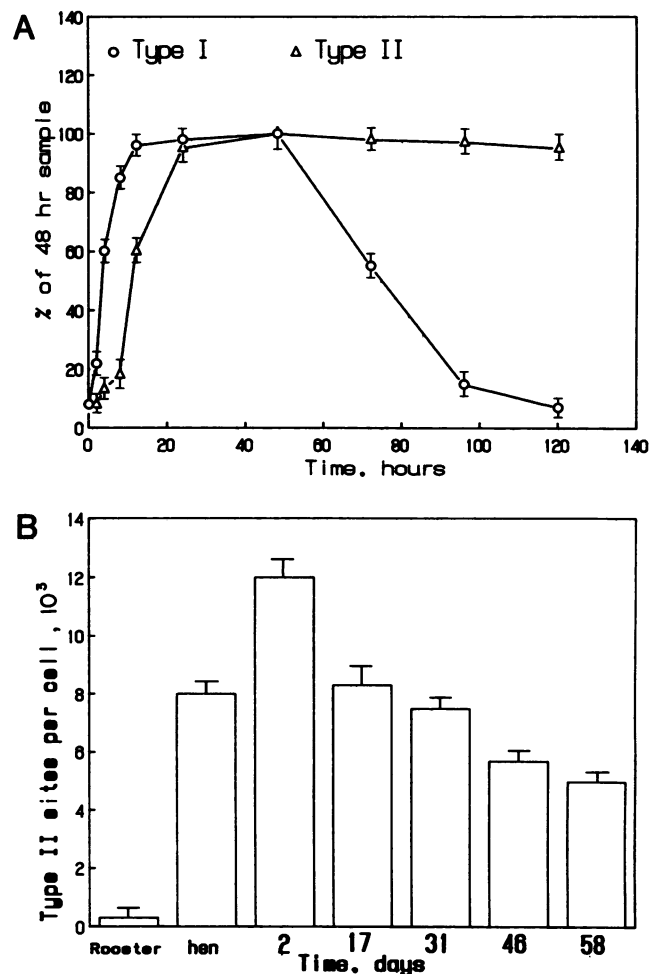 A
140
120
100
80
60
40
20
0
% of 48 hr sample
Type I Type II
0 20 40 60 80 100 120 140
Time, hours
B
14
12
10
8
6
4
2
0
Type II sites per cell, 10³
Rooster hen 2 17 31 46 58
Time, days